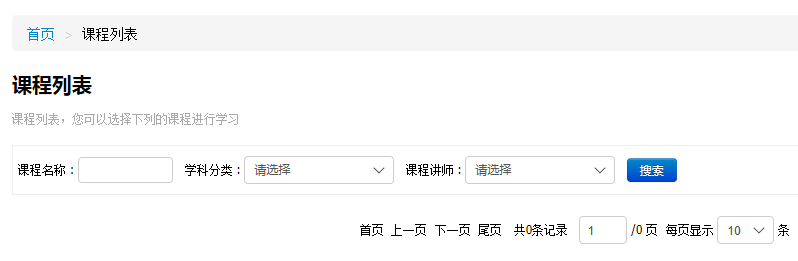 首页 > 课程列表
课程列表
课程列表，您可以选择下列的课程进行学习
课程名称： 学科分类： 请选择 课程讲师： 请选择 搜索
首页 上一页 下一页 尾页 共0条记录 1 /0 页 每页显示 10 条